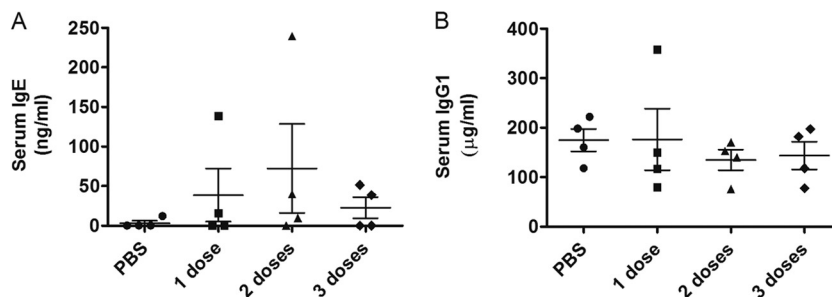 A
Serum IgE
(ng/ml)
250
200
150
100
50
0
PBS
1 dose
2 doses
3 doses
B
Serum IgG1
(μg/ml)
400
300
200
100
0
PBS
1 dose
2 doses
3 doses